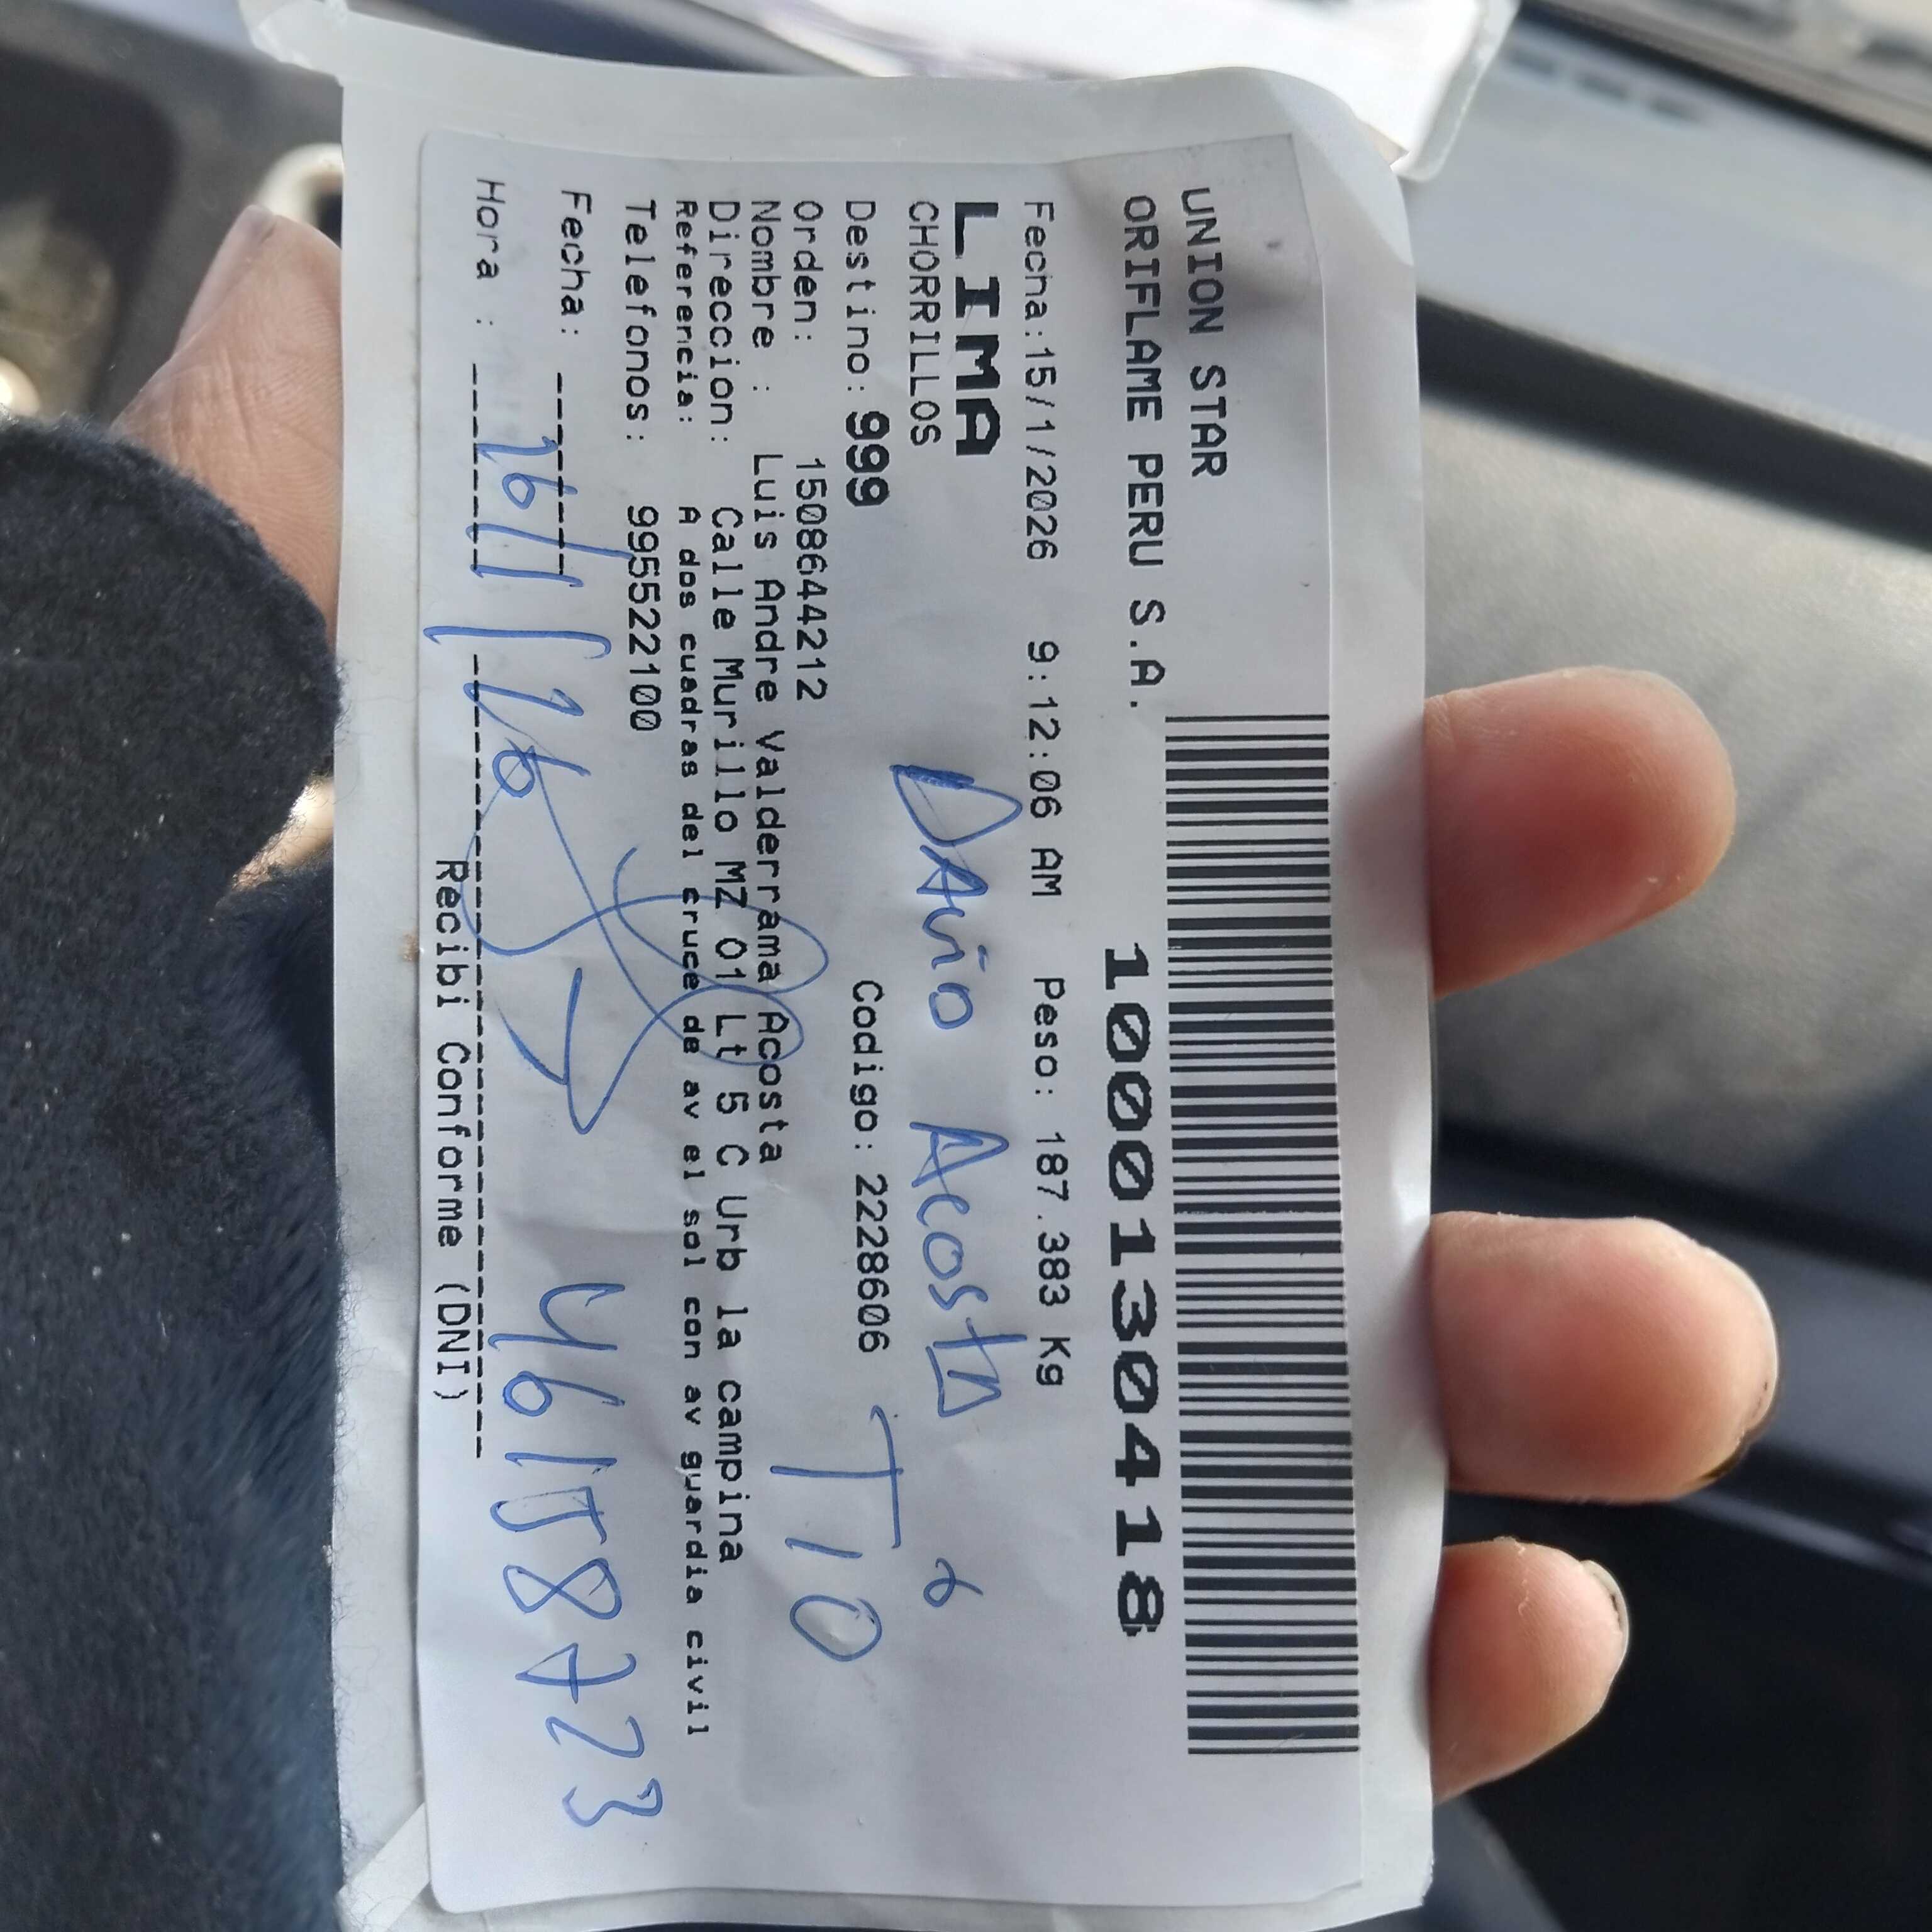 UNION STAR
ORIFLAME PERU S.A.
1000130418
Fecha:15/1/2026 9:12:06 AM Peso: 187.383 Kg
LIMA
CHORRILLOS
DAvid Acosta
Destino: 999 Codigo: 2228606
TIO
Orden: 1508644212
Nombre : Luis Andre Valderrama Acosta
Direccion: Calle Murillo MZ 01 Lt 5 C Urb la campina
Referencia: A dos cuadras del cruce de av el sol con av guardia civil
Telefonos: 995522100
Fecha: 16/1/26 46158723
Hora :
Recibi Conforme (DNI)